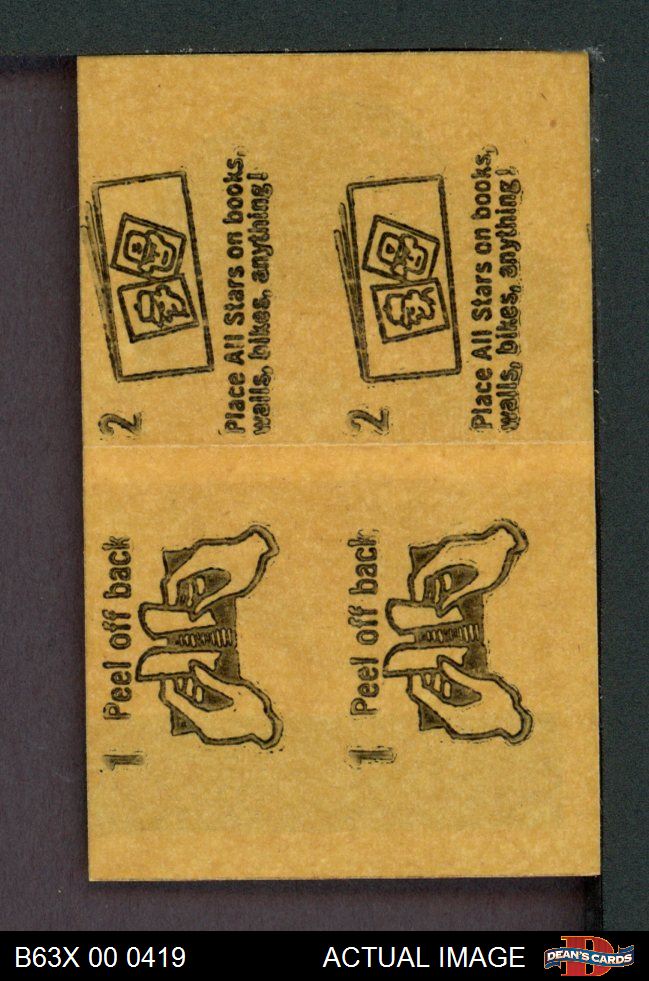 1 Peel off back
2
Place All Stars on books,
walls, bikes, anything!
1 Peel off back
2
Place All Stars on books,
walls, bikes, anything!
B63X 00 0419
ACTUAL IMAGE
DEAN'S CARDS